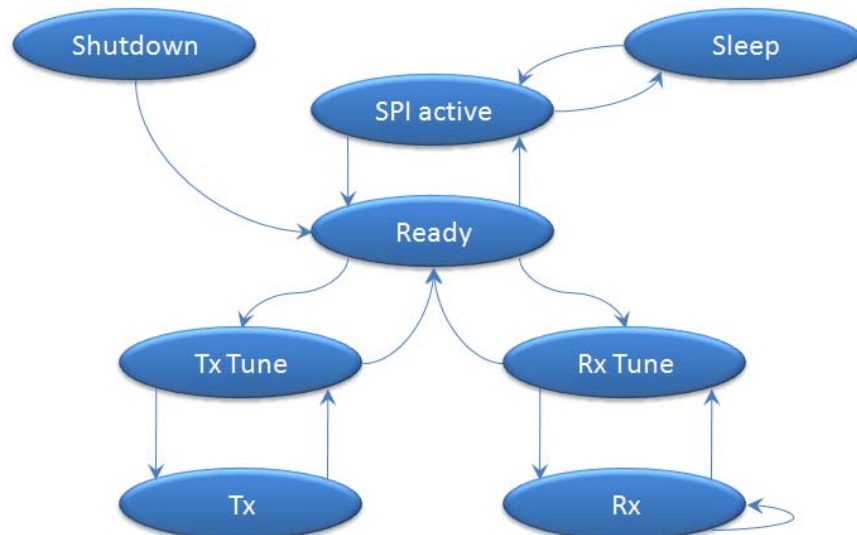 Shutdown
Sleep
SPI active
Ready
Tx Tune
Rx Tune
Tx
Rx